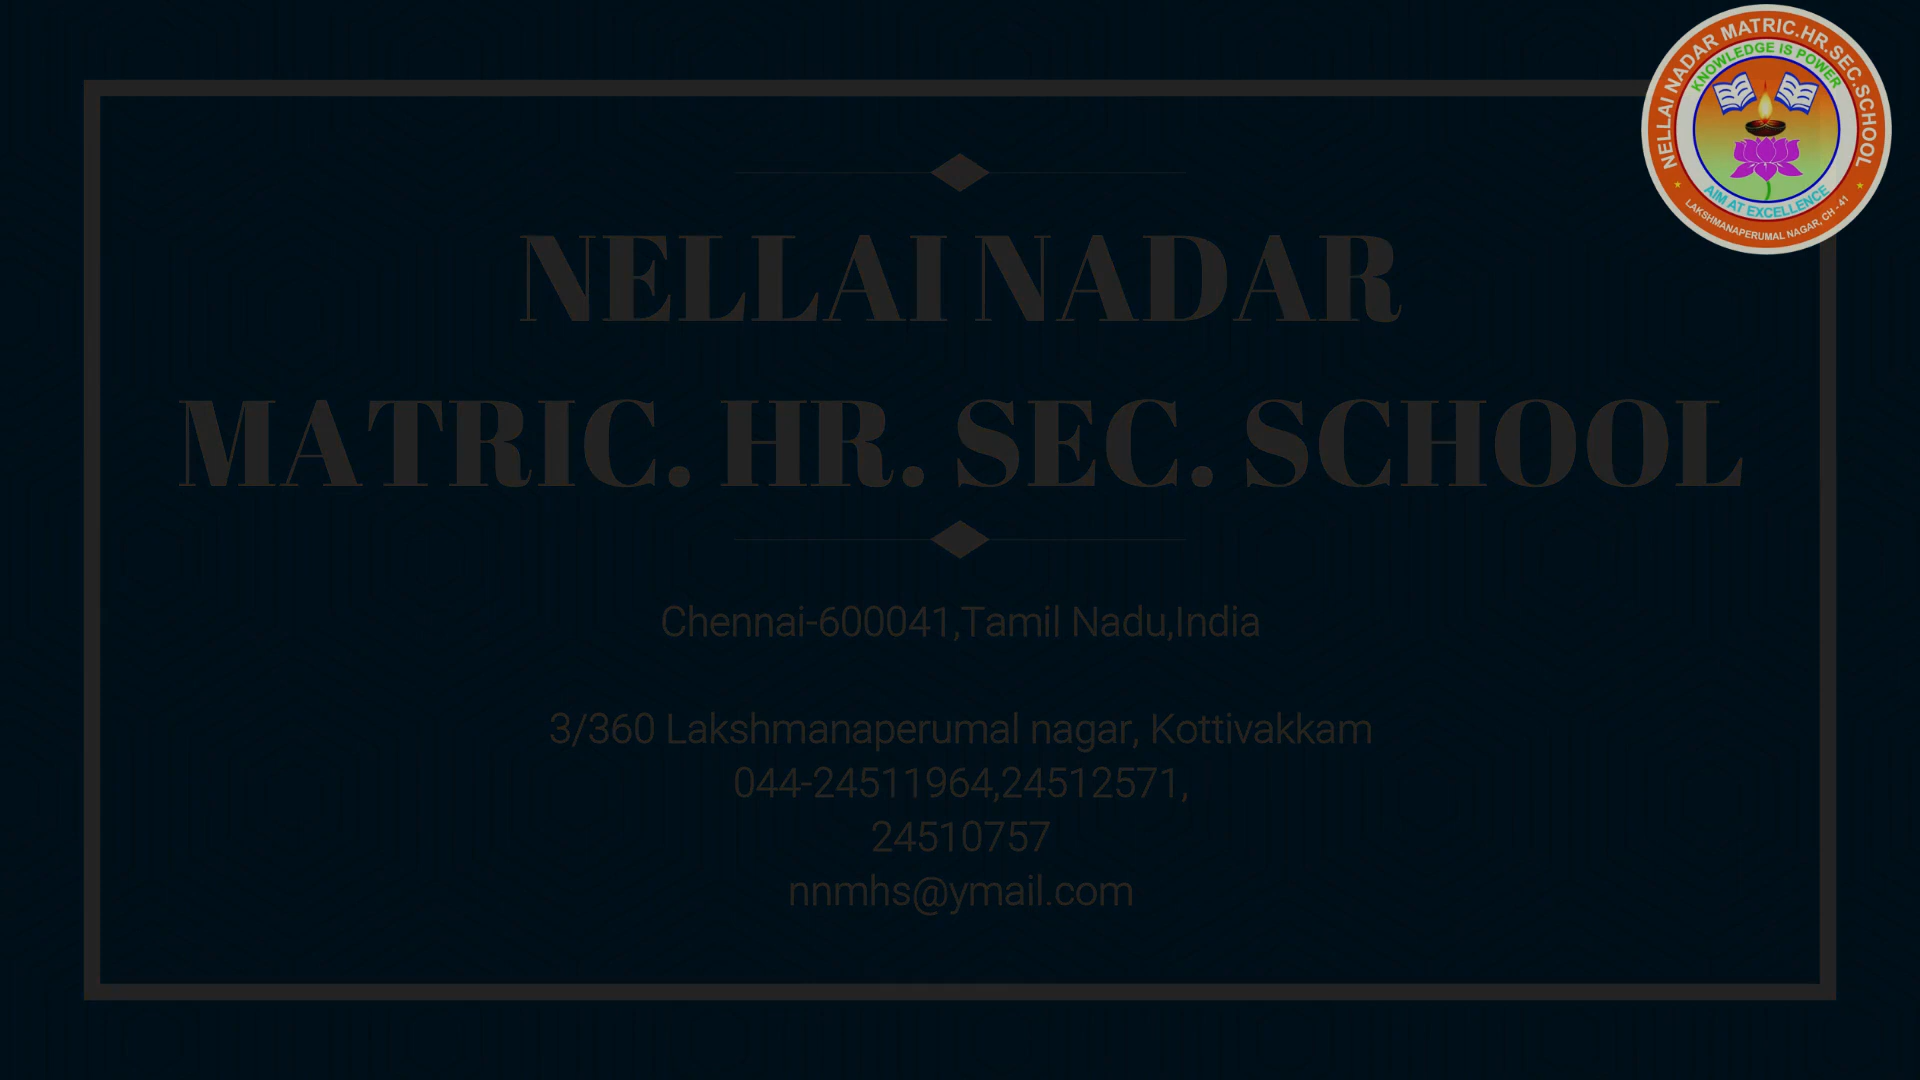 NELLAI NADAR MATRIC.HR.SEC.SCHOOL
KNOWLEDGE IS POWER
AIM AT EXCELLENCE
LAKSHMANAPERUMAL NAGAR, CH - 41
NELLAI NADAR
MATRIC. HR. SEC. SCHOOL
Chennai-600041,Tamil Nadu,India
3/360 Lakshmanaperumal nagar, Kottivakkam
044-24511964,24512571,
24510757
nnmhs@ymail.com